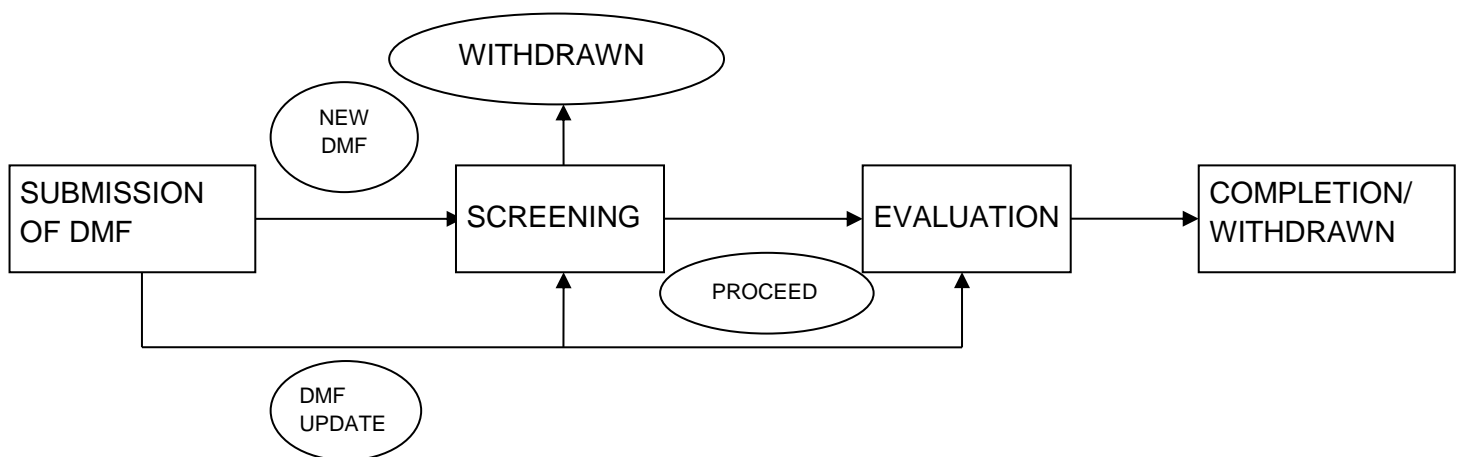 WITHDRAWN
NEW
DMF
SUBMISSION
OF DMF
SCREENING
EVALUATION
COMPLETION/
WITHDRAWN
PROCEED
DMF
UPDATE